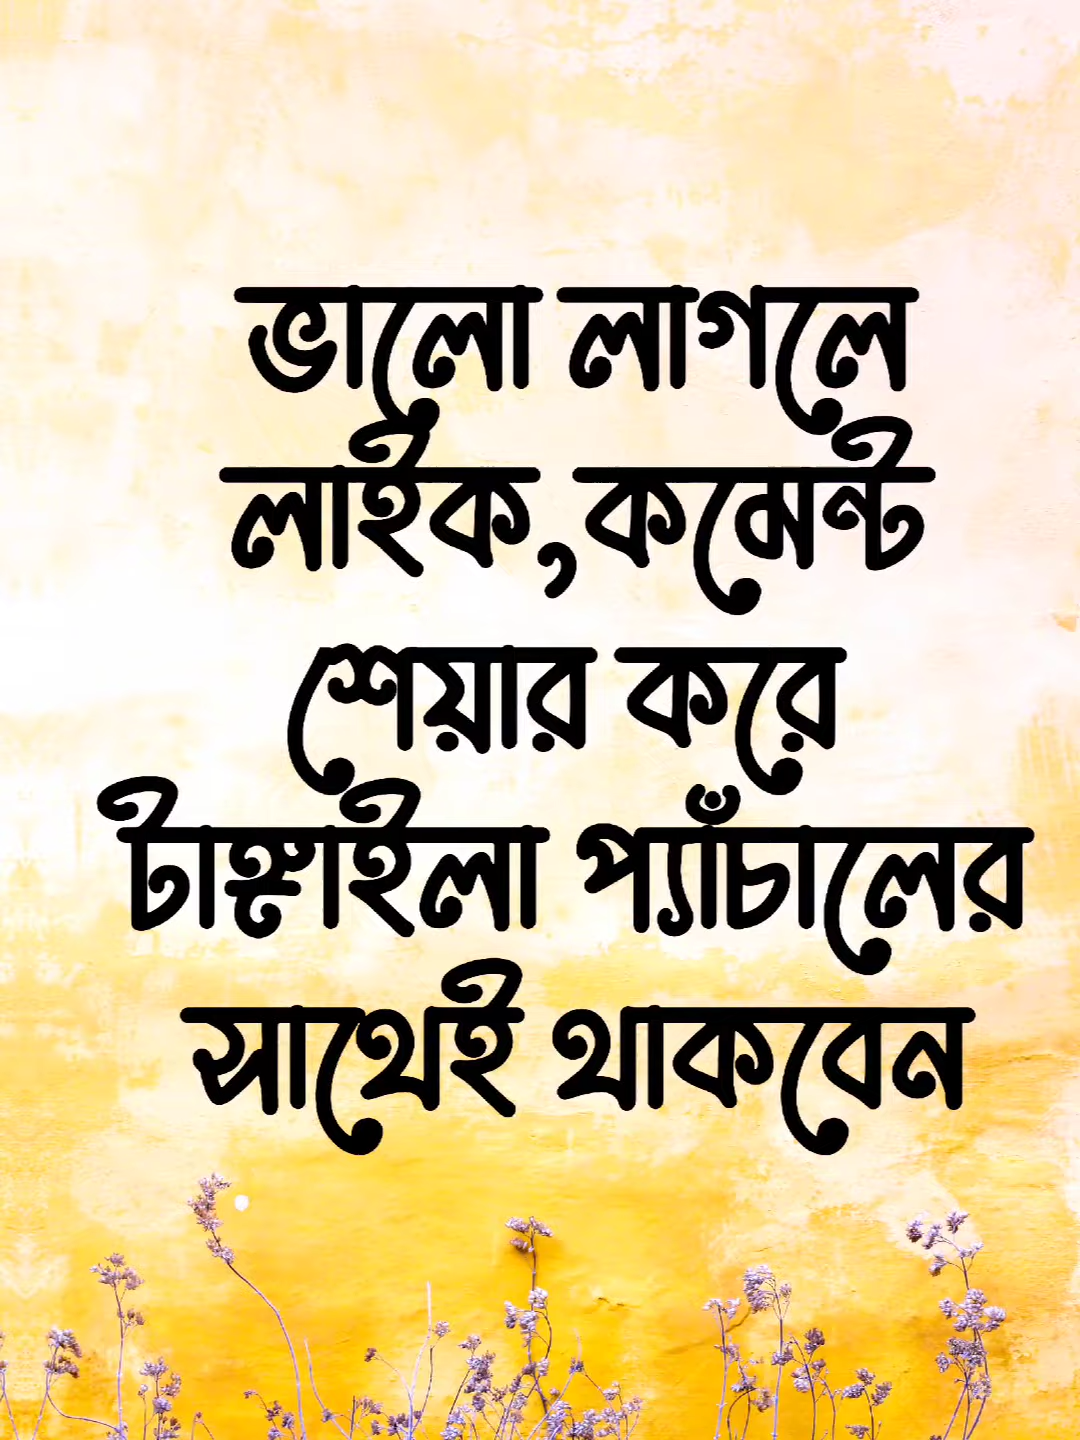 ভালো লাগলে
লাইক,কমেন্ট
শেয়ার করে
টাঙ্গাইলা প্যাঁচালের
সাথেই থাকবেন